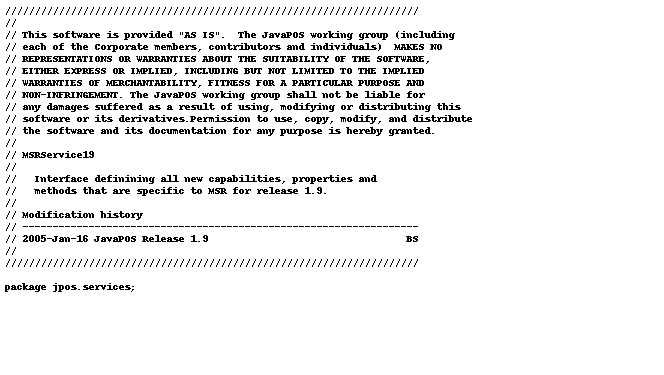 //////////////////////////////////////////////////////////////////////
//
// This software is provided "AS IS".  The JavaPOS working group (including
// each of the Corporate members, contributors and individuals)  MAKES NO
// REPRESENTATIONS OR WARRANTIES ABOUT THE SUITABILITY OF THE SOFTWARE,
// EITHER EXPRESS OR IMPLIED, INCLUDING BUT NOT LIMITED TO THE IMPLIED
// WARRANTIES OF MERCHANTABILITY, FITNESS FOR A PARTICULAR PURPOSE AND
// NON-INFRINGEMENT. The JavaPOS working group shall not be liable for
// any damages suffered as a result of using, modifying or distributing this
// software or its derivatives.Permission to use, copy, modify, and distribute
// the software and its documentation for any purpose is hereby granted.
//
// MSRService19
//
//   Interface definining all new capabilities, properties and
//   methods that are specific to MSR for release 1.9.
//
// Modification history
// ------------------------------------------------------------------
// 2005-Jan-16 JavaPOS Release 1.9                                 BS
//
//////////////////////////////////////////////////////////////////////
package jpos.services;